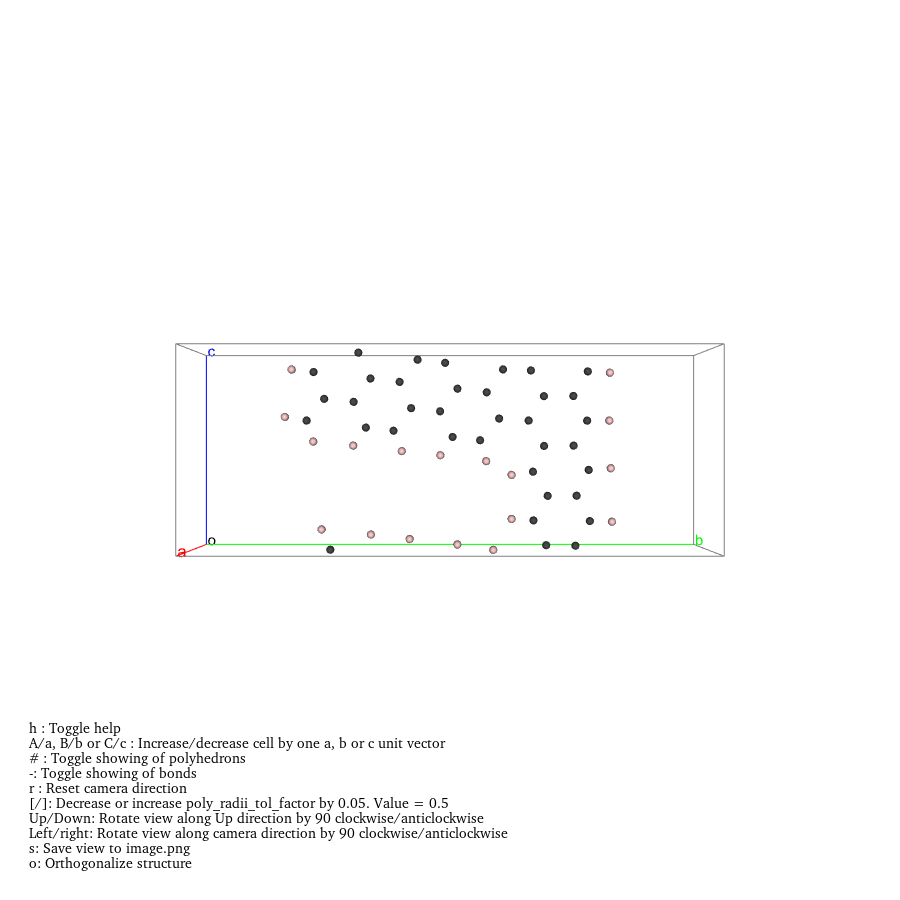 c
o
a
b
h : Toggle help
A/a, B/b or C/c : Increase/decrease cell by one a, b or c unit vector
# : Toggle showing of polyhedrons
-: Toggle showing of bonds
r : Reset camera direction
[/]: Decrease or increase poly_radii_tol_factor by 0.05. Value = 0.5
Up/Down: Rotate view along Up direction by 90 clockwise/anticlockwise
Left/right: Rotate view along camera direction by 90 clockwise/anticlockwise
s: Save view to image.png
o: Orthogonalize structure